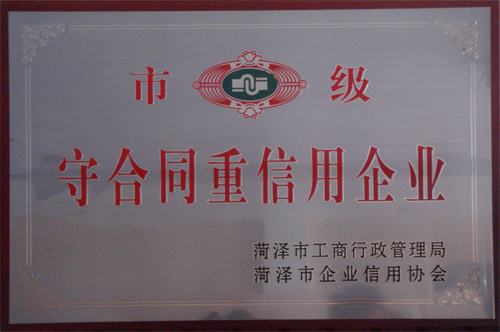 市 级
守合同重信用企业
菏泽市工商行政管理局
菏泽市企业信用协会